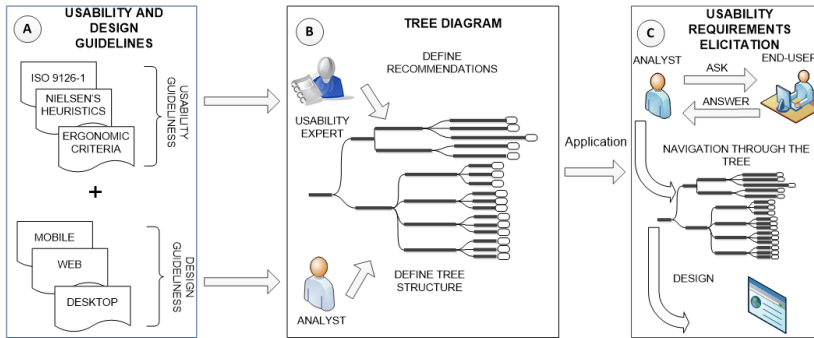 A
USABILITY AND
DESIGN
GUIDELINES
ISO 9126-1
NIELSEN'S
HEURISTICS
ERGONOMIC
CRITERIA
USABILITY
GUIDELINESS
+
MOBILE
WEB
DESKTOP
DESIGN
GUIDELINESS
B
TREE DIAGRAM
DEFINE
RECOMMENDATIONS
USABILITY
EXPERT
DEFINE TREE
STRUCTURE
ANALYST
Application
C
USABILITY
REQUIREMENTS
ELICITATION
ANALYST
END-USER
ASK
ANSWER
NAVIGATION THROUGH THE
TREE
DESIGN